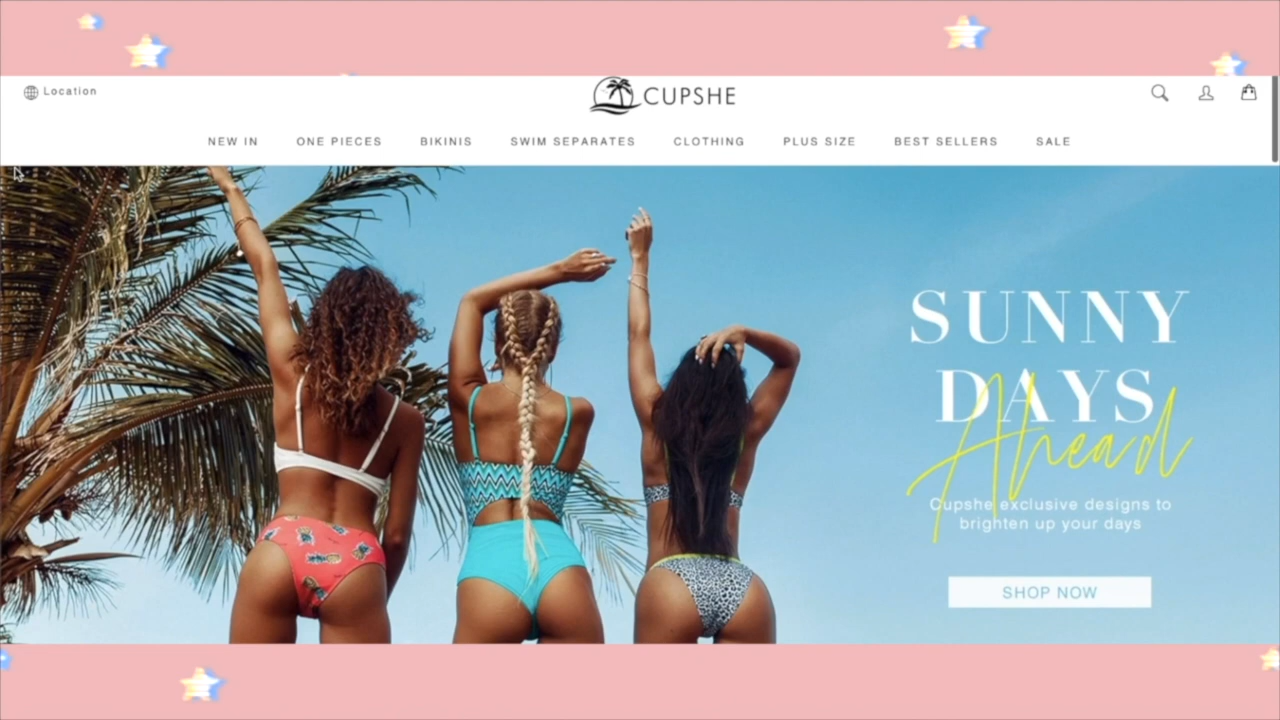 Location
CUPSHE
NEW IN ONE PIECES BIKINIS SWIM SEPARATES CLOTHING PLUS SIZE BEST SELLERS SALE
SUNNY
DAYS
Ahead
Cupshe exclusive designs to
brighten up your days
SHOP NOW